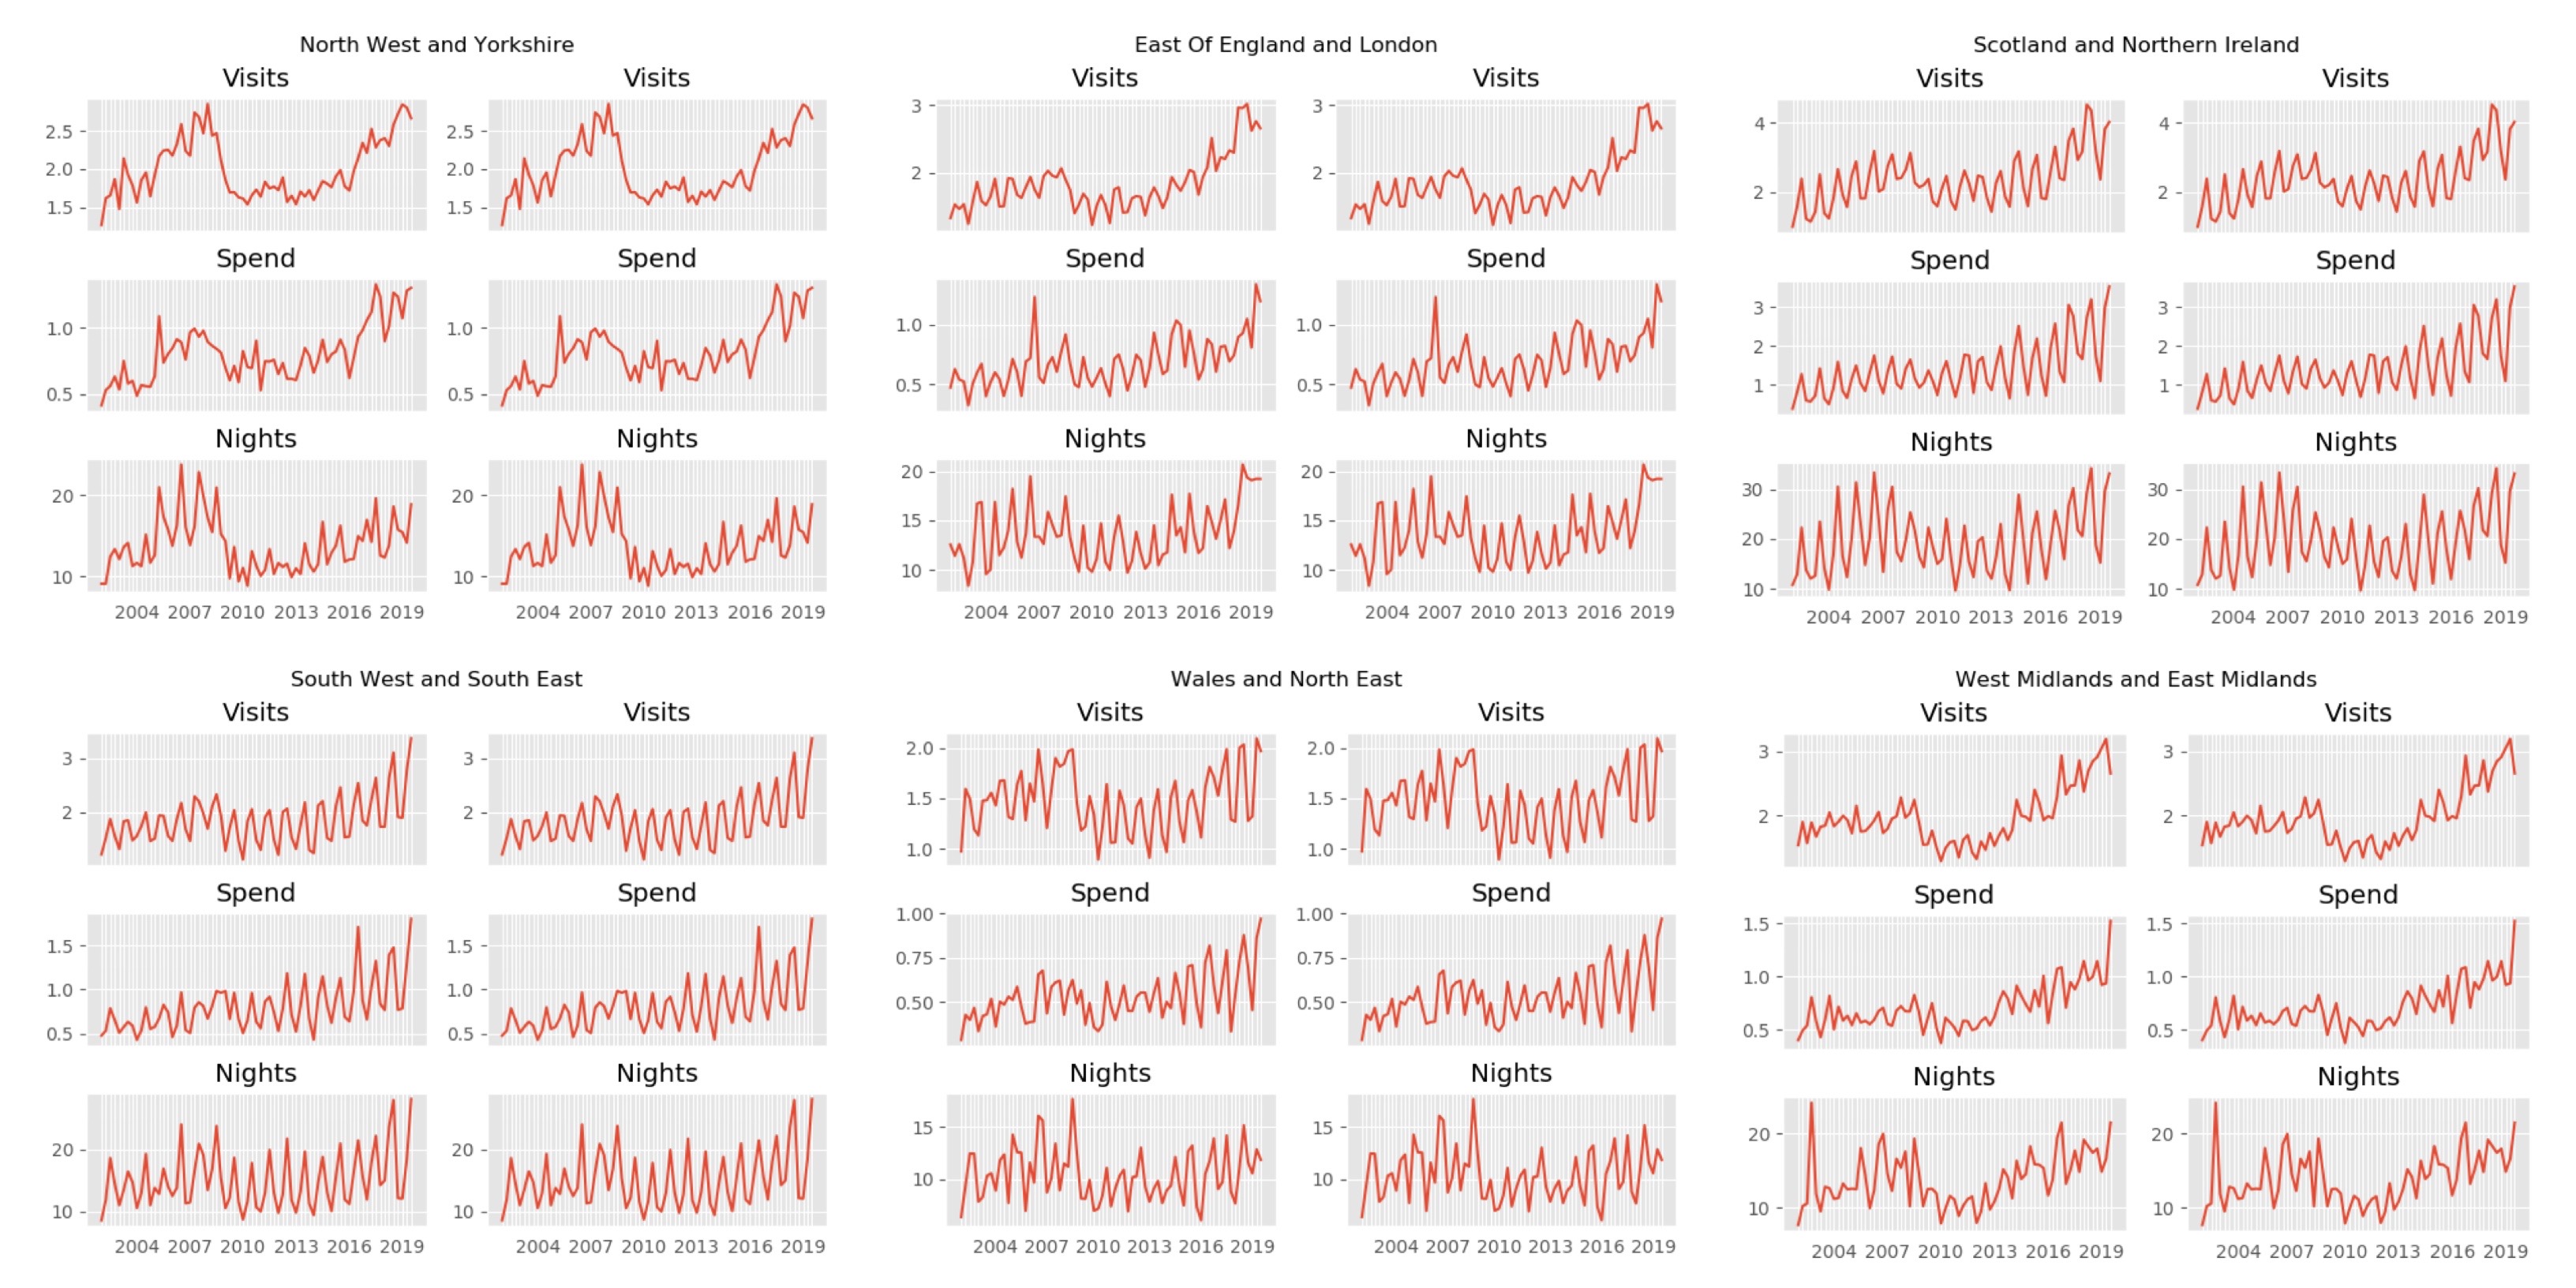 North West and Yorkshire
Visits Visits
2.5 2.5
2.0 2.0
1.5 1.5
Spend Spend
1.0 1.0
0.5 0.5
Nights Nights
20 20
10 10
2004 2007 2010 2013 2016 2019 2004 2007 2010 2013 2016 2019
East Of England and London
Visits Visits
3 3
2 2
Spend Spend
1.0 1.0
0.5 0.5
Nights Nights
20 20
15 15
10 10
2004 2007 2010 2013 2016 2019 2004 2007 2010 2013 2016 2019
Scotland and Northern Ireland
Visits Visits
4 4
2 2
Spend Spend
3 3
2 2
1 1
Nights Nights
30 30
20 20
10 10
2004 2007 2010 2013 2016 2019 2004 2007 2010 2013 2016 2019
South West and South East
Visits Visits
3 3
2 2
Spend Spend
1.5 1.5
1.0 1.0
0.5 0.5
Nights Nights
20 20
10 10
2004 2007 2010 2013 2016 2019 2004 2007 2010 2013 2016 2019
Wales and North East
Visits Visits
2.0 2.0
1.5 1.5
1.0 1.0
Spend Spend
1.00 1.00
0.75 0.75
0.50 0.50
Nights Nights
15 15
10 10
2004 2007 2010 2013 2016 2019 2004 2007 2010 2013 2016 2019
West Midlands and East Midlands
Visits Visits
3 3
2 2
Spend Spend
1.5 1.5
1.0 1.0
0.5 0.5
Nights Nights
20 20
10 10
2004 2007 2010 2013 2016 2019 2004 2007 2010 2013 2016 2019